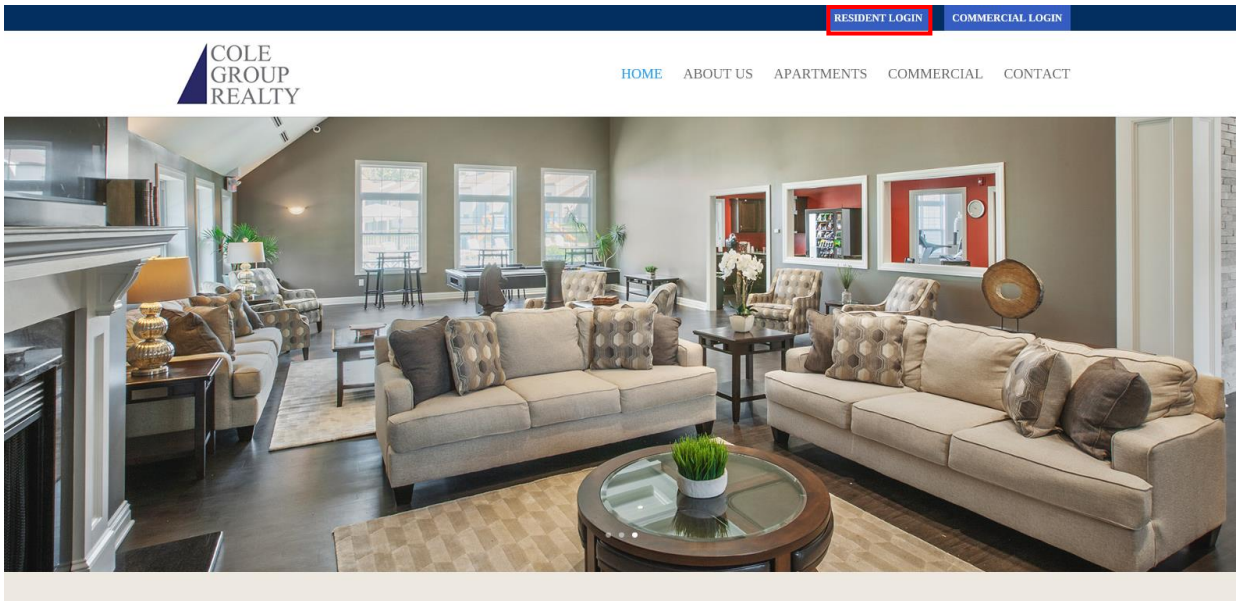 RESIDENT LOGIN COMMERCIAL LOGIN
COLE
GROUP
REALTY
HOME ABOUT US APARTMENTS COMMERCIAL CONTACT